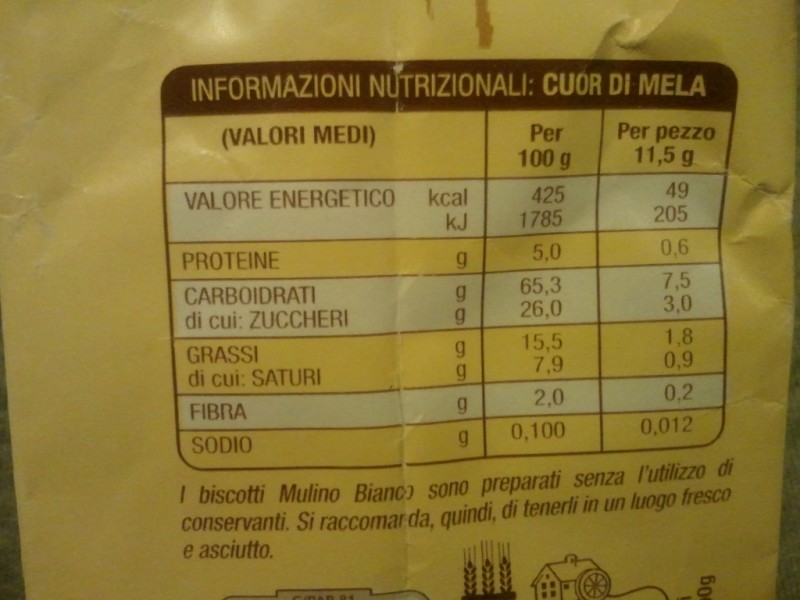 INFORMAZIONI NUTRIZIONALI: CUOR DI MELA
(VALORI MEDI) Per 100 g Per pezzo 11,5 g
VALORE ENERGETICO kcal 425 49
kJ 1785 205
PROTEINE g 5,0 0,6
CARBOIDRATI g 65,3 7,5
di cui: ZUCCHERI g 26,0 3,0
GRASSI g 15,5 1,8
di cui: SATURI g 7,9 0,9
FIBRA g 2,0 0,2
SODIO g 0,100 0,012
I biscotti Mulino Bianco sono preparati senza l'utilizzo di
conservanti. Si raccomanda, quindi, di tenerli in un luogo fresco
e asciutto.